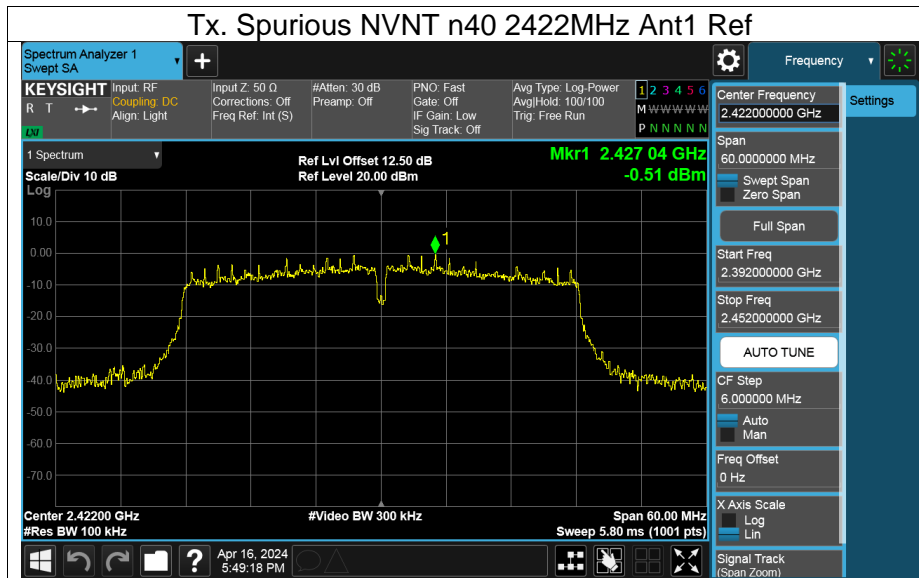 Tx. Spurious NVNT n40 2422MHz Ant1 Ref
Spectrum Analyzer 1
Swept SA
+
Frequency
KEYSIGHT
R T
LXI
Input: RF
Coupling: DC
Align: Light
Input Z: 50 Ω
Corrections: Off
Freq Ref: Int (S)
#Atten: 30 dB
Preamp: Off
PNO: Fast
Gate: Off
IF Gain: Low
Sig Track: Off
Avg Type: Log-Power
Avg|Hold: 100/100
Trig: Free Run
1 2 3 4 5 6
M W W W W W
P N N N N N
1 Spectrum
Scale/Div 10 dB
Log
Ref Lvl Offset 12.50 dB
Ref Level 20.00 dBm
Mkr1 2.427 04 GHz
-0.51 dBm
10.0
0.00
-10.0
-20.0
-30.0
-40.0
-50.0
-60.0
-70.0
1
Center 2.42200 GHz
#Res BW 100 kHz
#Video BW 300 kHz
Span 60.00 MHz
Sweep 5.80 ms (1001 pts)
Apr 16, 2024
5:49:18 PM
Center Frequency
2.422000000 GHz
Span
60.0000000 MHz
Swept Span
Zero Span
Full Span
Start Freq
2.392000000 GHz
Stop Freq
2.452000000 GHz
AUTO TUNE
CF Step
6.000000 MHz
Auto
Man
Freq Offset
0 Hz
X Axis Scale
Log
Lin
Signal Track
(Span Zoom)
Settings